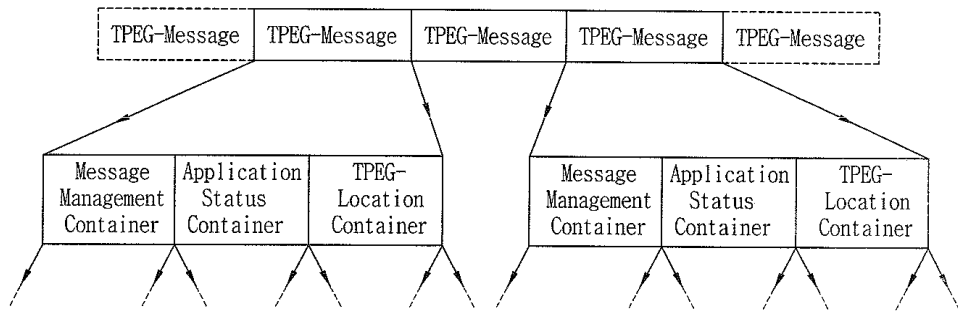 TPEG-Message TPEG-Message TPEG-Message TPEG-Message TPEG-Message
Message
Management
Container
Application
Status
Container
TPEG-
Location
Container
Message
Management
Container
Application
Status
Container
TPEG-
Location
Container